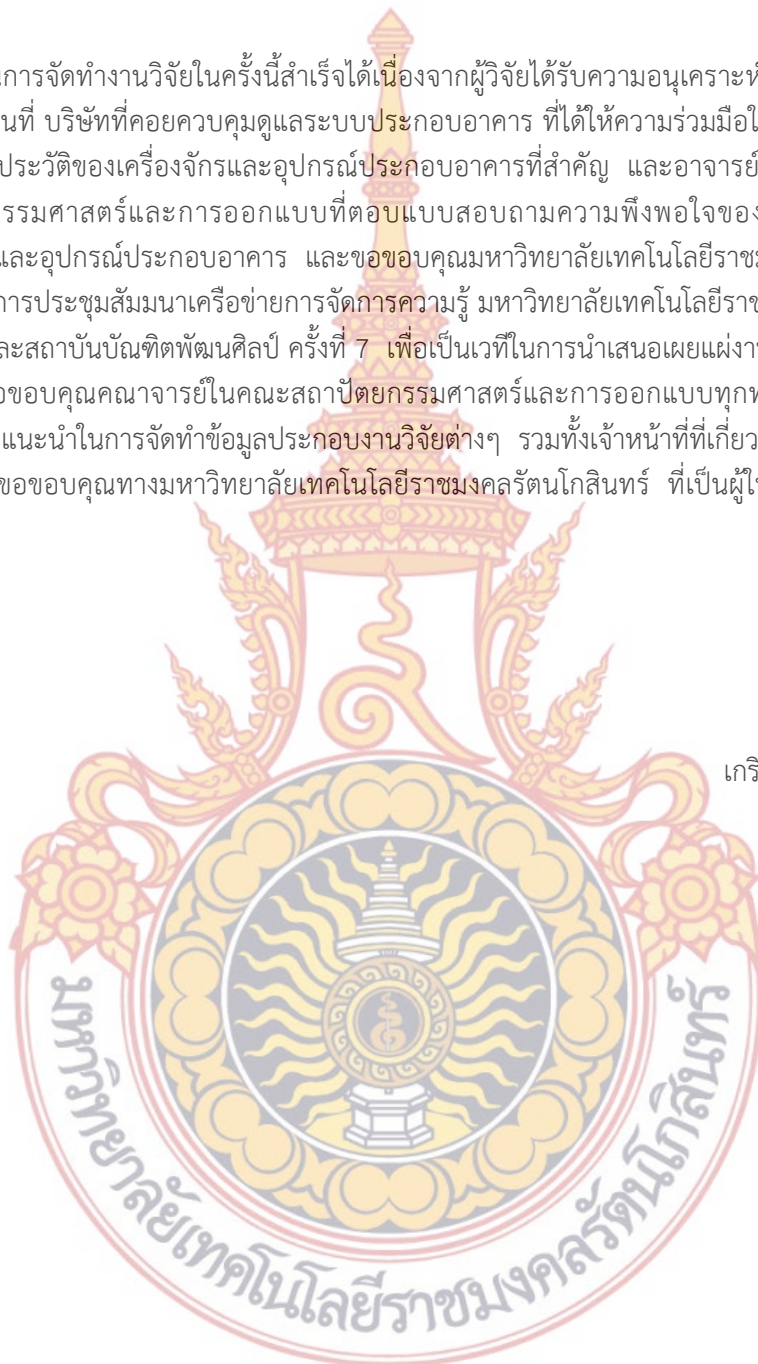 การจัดทำงานวิจัยในครั้งนี้สำเร็จได้เนื่องจากผู้วิจัยได้รับความอนุเคราะห์
นที่ บริษัทที่คอยควบคุมดูแลระบบประกอบอาคาร ที่ได้ให้ความร่วมมือใ
ประวัติของเครื่องจักรและอุปกรณ์ประกอบอาคารที่สำคัญ และอาจารย์
รรมศาสตร์และการออกแบบที่ตอบแบบสอบถามความพึงพอใจของ
และอุปกรณ์ประกอบอาคาร และขอขอบคุณมหาวิทยาลัยเทคโนโลยีราชม
การประชุมสัมมนาเครือข่ายการจัดการความรู้ มหาวิทยาลัยเทคโนโลยีราช
ละสถาบันบัณฑิตพัฒนศิลป์ ครั้งที่ 7 เพื่อเป็นเวทีในการนำเสนอเผยแผ่งา
อขอบคุณคณาจารย์ในคณะสถาปัตยกรรมศาสตร์และการออกแบบทุกท
แนะนำในการจัดทำข้อมูลประกอบงานวิจัยต่างๆ รวมทั้งเจ้าหน้าที่ที่เกี่ยว
ขอขอบคุณทางมหาวิทยาลัยเทคโนโลยีราชมงคลรัตนโกสินทร์ ที่เป็นผู้ใ
เกริ
มหาวิทยาลัยเทคโนโลยีราชมงคลรัตนโกสินทร์